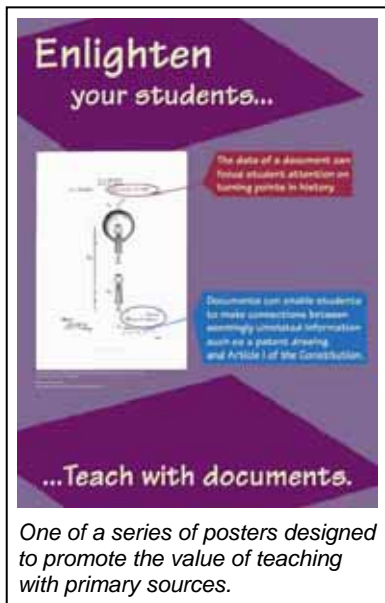 Enlighten
your students...
The date of a document can
focus student attention on
turning points in history.
Documents can enable students
to make connections between
seemingly unrelated information
such as a patent drawing
and Article I of the Constitution.
...Teach with documents.
One of a series of posters designed
to promote the value of teaching
with primary sources.